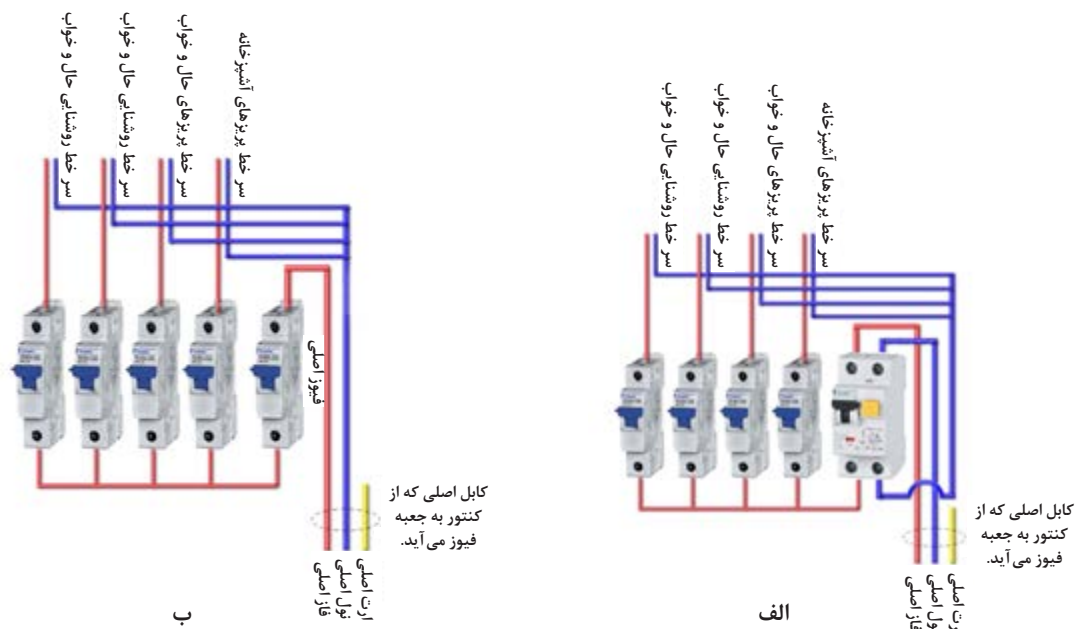 سر خط پریزهای آشپزخانه
سر خط پریزهای حال و خواب
سر خط روشنایی حال و خواب
سر خط روشنایی حال و خواب
کابل اصلی که از
کنتور به جعبه
فیوز می‌آید.
ارت اصلی
نول اصلی
فاز اصلی
الف
سر خط پریزهای آشپزخانه
سر خط پریزهای حال و خواب
سر خط روشنایی حال و خواب
سر خط روشنایی حال و خواب
فیوز اصلی
کابل اصلی که از
کنتور به جعبه
فیوز می‌آید.
ارت اصلی
نول اصلی
فاز اصلی
ب